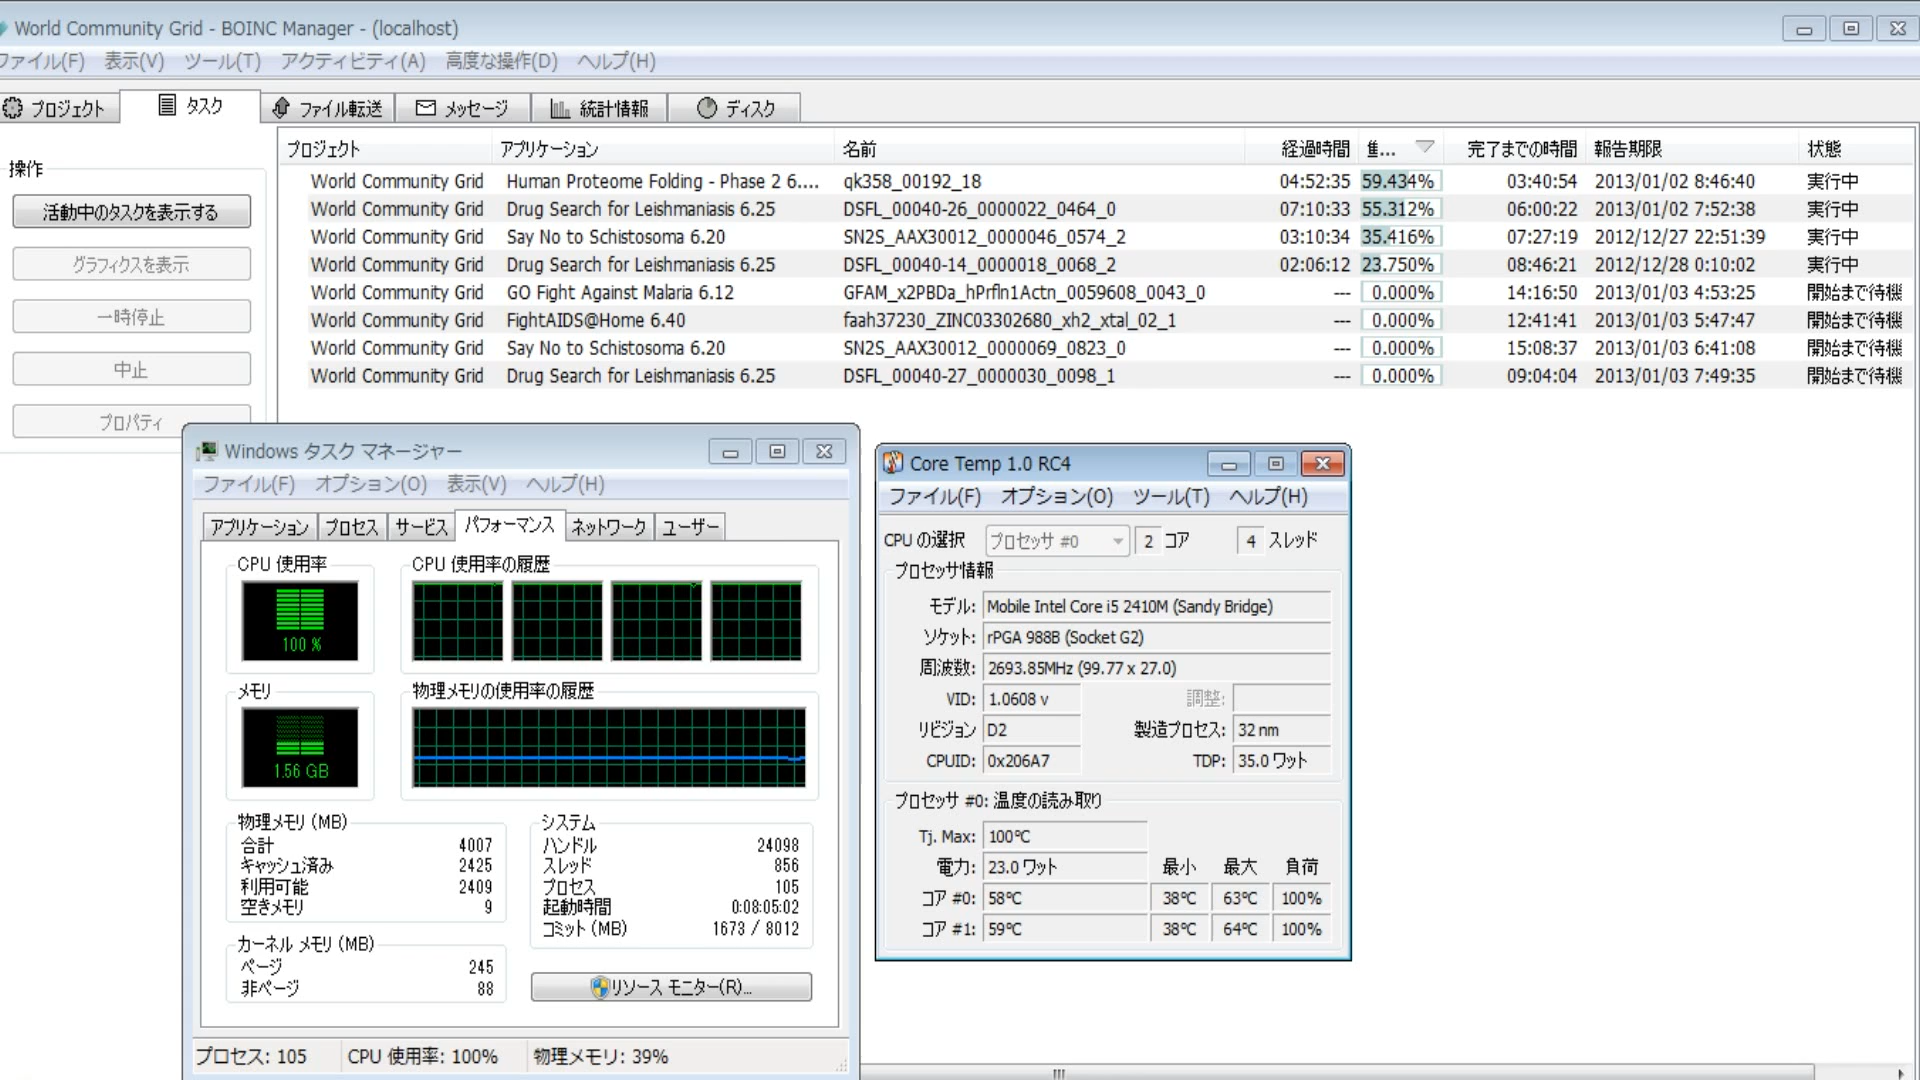 World Community Grid - BOINC Manager - (localhost)
ファイル(F) 表示(V) ツール(T) アクティビティ(A) 高度な操作(D) ヘルプ(H)
プロジェクト タスク ファイル転送 メッセージ 統計情報 ディスク
操作
活動中のタスクを表示する
グラフィクスを表示
一時停止
中止
プロパティ
プロジェクト アプリケーション 名前 経過時間 進... 完了までの時間 報告期限 状態
World Community Grid Human Proteome Folding - Phase 2 6.... qk358_00192_18 04:52:35 59.434% 03:40:54 2013/01/02 8:46:40 実行中
World Community Grid Drug Search for Leishmaniasis 6.25 DSFL_00040-26_0000022_0464_0 07:10:33 55.312% 06:00:22 2013/01/02 7:52:38 実行中
World Community Grid Say No to Schistosoma 6.20 SN2S_AAX30012_0000046_0574_2 03:10:34 35.416% 07:27:19 2012/12/27 22:51:39 実行中
World Community Grid Drug Search for Leishmaniasis 6.25 DSFL_00040-14_0000018_0068_2 02:06:12 23.750% 08:46:21 2012/12/28 0:10:02 実行中
World Community Grid GO Fight Against Malaria 6.12 GFAM_x2PBDa_hPrfln1Actn_0059608_0043_0 --- 0.000% 14:16:50 2013/01/03 4:53:25 開始まで待機
World Community Grid FightAIDS@Home 6.40 faah37230_ZINC03302680_xh2_xtal_02_1 --- 0.000% 12:41:41 2013/01/03 5:47:47 開始まで待機
World Community Grid Say No to Schistosoma 6.20 SN2S_AAX30012_0000069_0823_0 --- 0.000% 15:08:37 2013/01/03 6:41:08 開始まで待機
World Community Grid Drug Search for Leishmaniasis 6.25 DSFL_00040-27_0000030_0098_1 --- 0.000% 09:04:04 2013/01/03 7:49:35 開始まで待機
Windows タスク マネージャー
ファイル(F) オプション(O) 表示(V) ヘルプ(H)
アプリケーション プロセス サービス パフォーマンス ネットワーク ユーザー
CPU 使用率 CPU 使用率の履歴
100 %
メモリ 物理メモリの使用率の履歴
1.56 GB
物理メモリ (MB)
合計 4007
キャッシュ済み 2425
利用可能 2409
空きメモリ 9
カーネル メモリ (MB)
ページ 245
非ページ 88
システム
ハンドル 24098
スレッド 856
プロセス 105
起動時間 0:08:05:02
コミット (MB) 1673 / 8012
リソース モニター(R)...
プロセス: 105 CPU 使用率: 100% 物理メモリ: 39%
Core Temp 1.0 RC4
ファイル(F) オプション(O) ツール(T) ヘルプ(H)
CPU の選択 プロセッサ #0 2 コア 4 スレッド
プロセッサ情報
モデル: Mobile Intel Core i5 2410M (Sandy Bridge)
ソケット: rPGA 988B (Socket G2)
周波数: 2693.85MHz (99.77 x 27.0)
VID: 1.0608 v 調整:
リビジョン D2 製造プロセス: 32 nm
CPUID: 0x206A7 TDP: 35.0 ワット
プロセッサ #0: 温度の読み取り
Tj. Max: 100℃
電力: 23.0 ワット 最小 最大 負荷
コア #0: 58℃ 38℃ 63℃ 100%
コア #1: 59℃ 38℃ 64℃ 100%